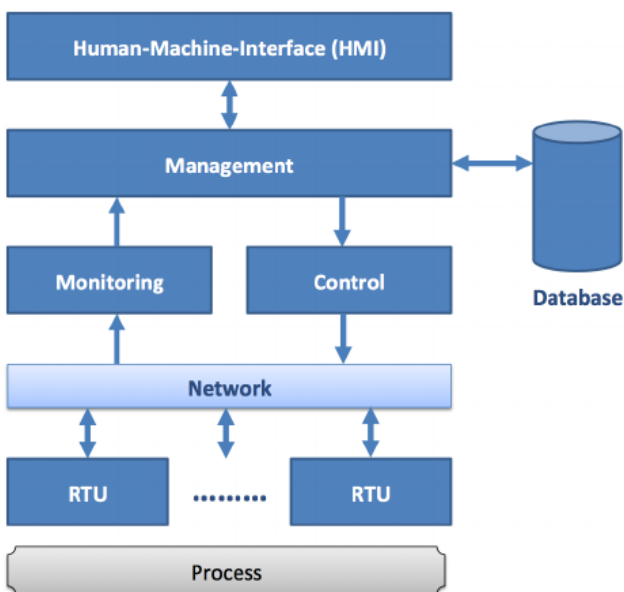 Human-Machine-Interface (HMI)
Management
Monitoring
Control
Database
Network
RTU
.........
RTU
Process